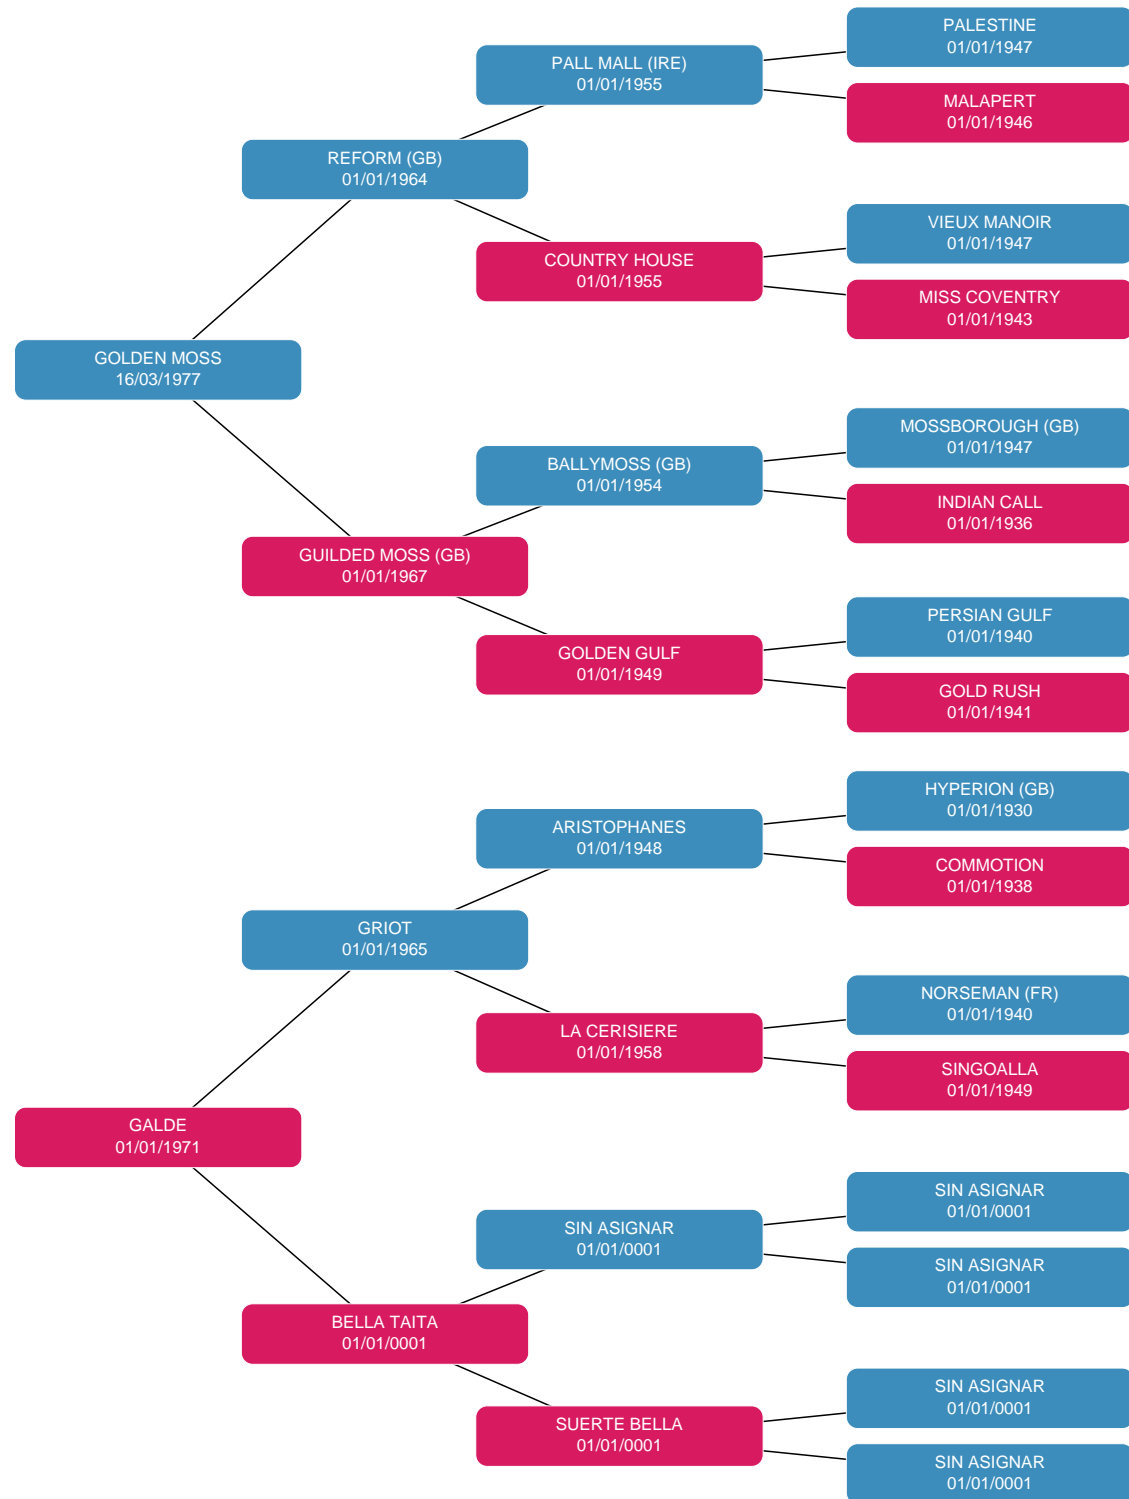 PALESTINE
01/01/1947
PALL MALL (IRE)
01/01/1955
MALAPERT
01/01/1946
REFORM (GB)
01/01/1964
VIEUX MANOIR
01/01/1947
COUNTRY HOUSE
01/01/1955
MISS COVENTRY
01/01/1943
GOLDEN MOSS
16/03/1977
MOSSBOROUGH (GB)
01/01/1947
BALLYMOSS (GB)
01/01/1954
INDIAN CALL
01/01/1936
GUILDED MOSS (GB)
01/01/1967
PERSIAN GULF
01/01/1940
GOLDEN GULF
01/01/1949
GOLD RUSH
01/01/1941
HYPERION (GB)
01/01/1930
ARISTOPHANES
01/01/1948
COMMOTION
01/01/1938
GRIOT
01/01/1965
NORSEMAN (FR)
01/01/1940
LA CERISIERE
01/01/1958
SINGOALLA
01/01/1949
GALDE
01/01/1971
SIN ASIGNAR
01/01/0001
SIN ASIGNAR
01/01/0001
SIN ASIGNAR
01/01/0001
BELLA TAITA
01/01/0001
SIN ASIGNAR
01/01/0001
SUERTE BELLA
01/01/0001
SIN ASIGNAR
01/01/0001